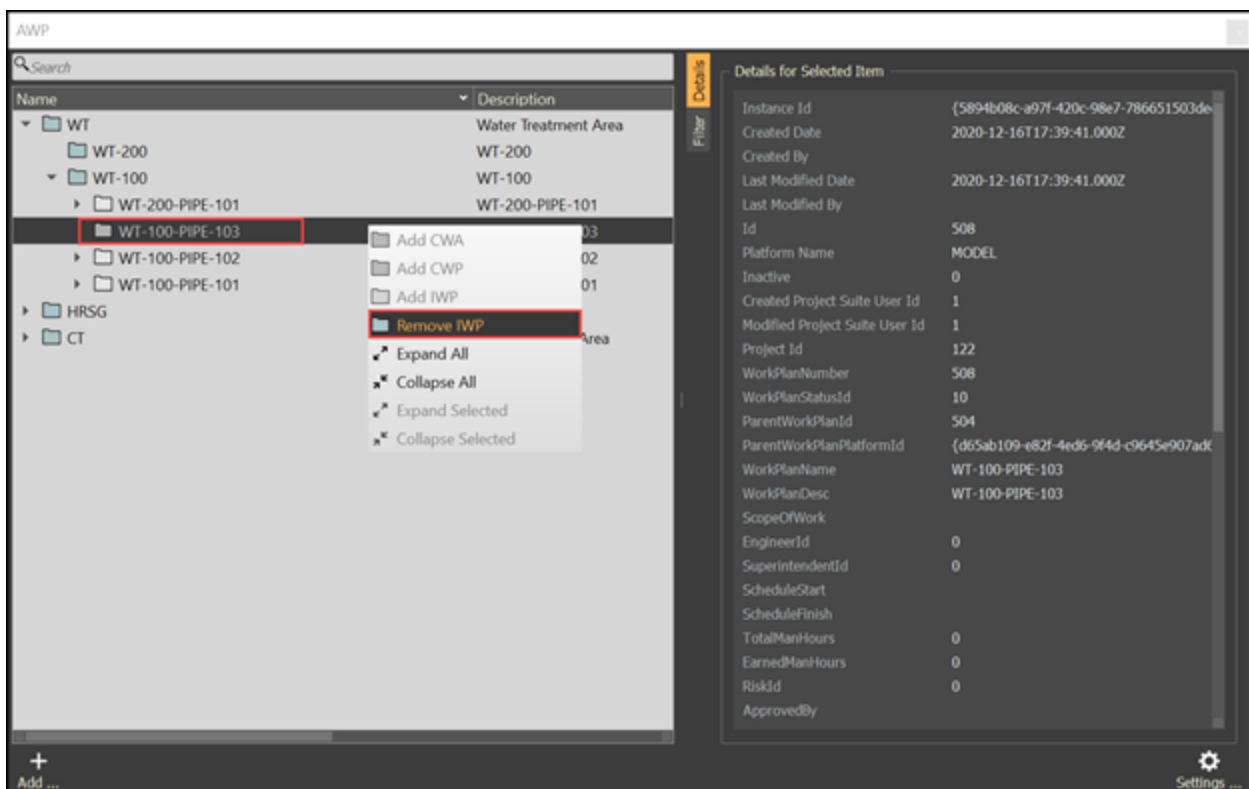 AWP
Search
Name Description
WT Water Treatment Area
WT-200 WT-200
WT-100 WT-100
WT-200-PIPE-101 WT-200-PIPE-101
WT-100-PIPE-103 03
WT-100-PIPE-102 02
WT-100-PIPE-101 01
HRSG
CT Area
Add CWA
Add CWP
Add IWP
Remove IWP
Expand All
Collapse All
Expand Selected
Collapse Selected
Details
Filter
Details for Selected Item
Instance Id {5894b08c-a97f-420c-98e7-786651503de
Created Date 2020-12-16T17:39:41.000Z
Created By
Last Modified Date 2020-12-16T17:39:41.000Z
Last Modified By
Id 508
Platform Name MODEL
Inactive 0
Created Project Suite User Id 1
Modified Project Suite User Id 1
Project Id 122
WorkPlanNumber 508
WorkPlanStatusId 10
ParentWorkPlanId 504
ParentWorkPlanPlatformId {d65ab109-e82f-4ed6-9f4d-c9645e907ad6
WorkPlanName WT-100-PIPE-103
WorkPlanDesc WT-100-PIPE-103
ScopeOfWork
EngineerId 0
SuperintendentId 0
ScheduleStart
ScheduleFinish
TotalManHours 0
EarnedManHours 0
RiskId 0
ApprovedBy
Add ...
Settings ...